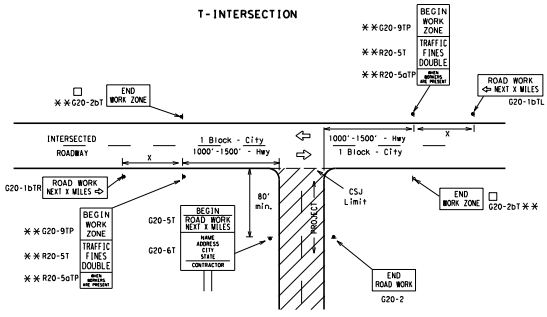 T-INTERSECTION
BEGIN
WORK
ZONE
**G20-9TP
TRAFFIC
FINES
DOUBLE
**R20-5T
WHEN
WORKERS
ARE PRESENT
**R20-5aTP
ROAD WORK
⇦ NEXT X MILES
G20-1bTL
END
WORK ZONE
□
**G20-2bT
INTERSECTED
ROADWAY
X
1 Block - City
1000'-1500' - Hwy
⇦
⇨
1000'-1500' - Hwy
1 Block - City
X
G20-1bTR
ROAD WORK
NEXT X MILES ⇨
BEGIN
WORK
ZONE
**G20-9TP
TRAFFIC
FINES
DOUBLE
**R20-5T
WHEN
WORKERS
ARE PRESENT
**R20-5aTP
G20-5T
BEGIN
ROAD WORK
NEXT X MILES
G20-6T
NAME
ADDRESS
CITY
STATE
CONTRACTOR
80'
min.
PROJECT
CSJ
Limit
END
WORK ZONE
□
G20-2bT**
END
ROAD WORK
G20-2